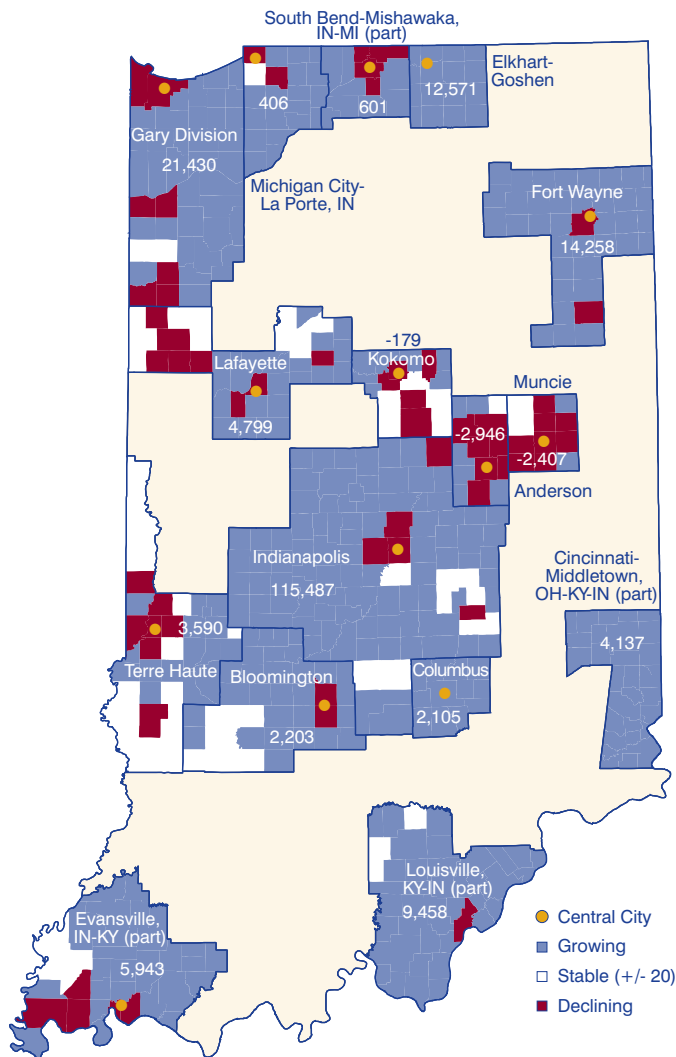 South Bend-Mishawaka,
IN-MI (part)
Elkhart-
Goshen
12,571
406
601
Gary Division
21,430
Michigan City-
La Porte, IN
Fort Wayne
14,258
-179
Lafayette
Kokomo
4,799
Muncie
-2,946
-2,407
Anderson
Indianapolis
115,487
Cincinnati-
Middletown,
OH-KY-IN (part)
4,137
3,590
Terre Haute
Bloomington
2,203
Columbus
2,105
Louisville,
KY-IN (part)
9,458
Evansville,
IN-KY (part)
5,943
Central City
Growing
Stable (+/- 20)
Declining